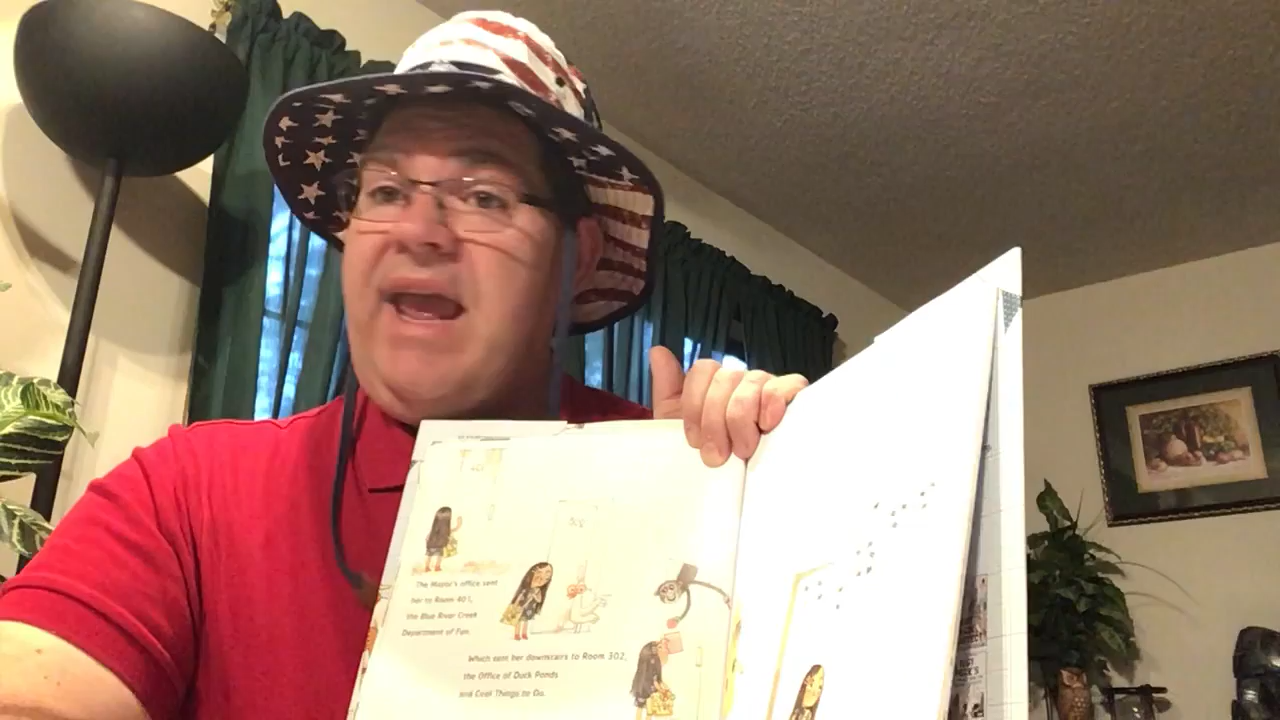 The Mayor's office sent
her to Room 401,
the Blue River Creek
Department of Fun.
Which sent her downstairs to Room 302,
the Office of Duck Ponds
and Cool Things to Do.